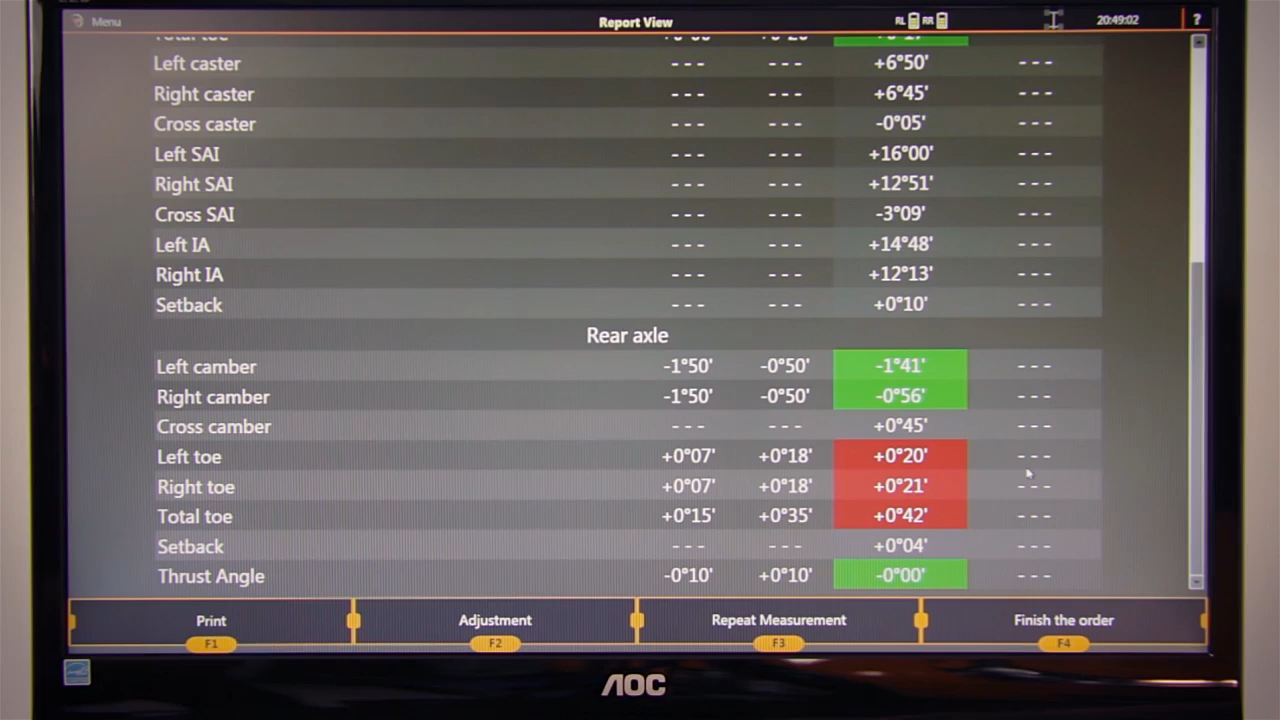 Menu Report View RL RR 20:49:02 ?
Total toe
Left caster --- --- +6°50' ---
Right caster --- --- +6°45' ---
Cross caster --- --- -0°05' ---
Left SAI --- --- +16°00' ---
Right SAI --- --- +12°51' ---
Cross SAI --- --- -3°09' ---
Left IA --- --- +14°48' ---
Right IA --- --- +12°13' ---
Setback --- --- +0°10' ---
Rear axle
Left camber -1°50' -0°50' -1°41' ---
Right camber -1°50' -0°50' -0°56' ---
Cross camber --- --- +0°45' ---
Left toe +0°07' +0°18' +0°20' ---
Right toe +0°07' +0°18' +0°21' ---
Total toe +0°15' +0°35' +0°42' ---
Setback --- --- +0°04' ---
Thrust Angle -0°10' +0°10' -0°00' ---
Print Adjustment Repeat Measurement Finish the order
F1 F2 F3 F4
AOC